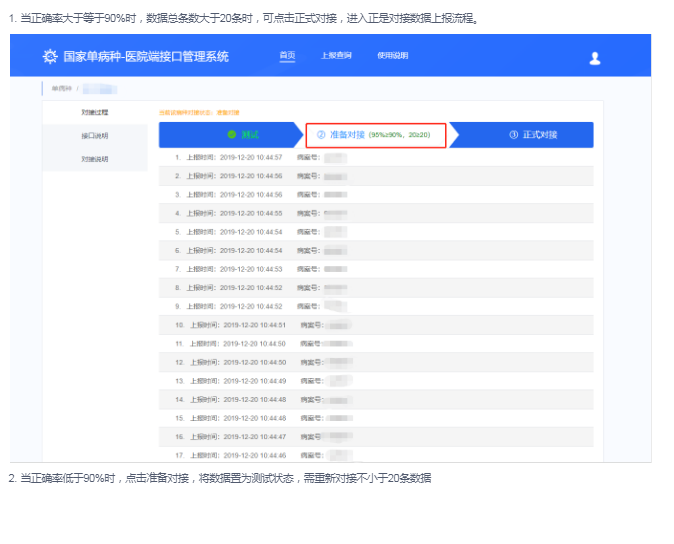 1. 当正确率大于等于90%时，数据总条数大于20条时，可点击正式对接，进入正是对接数据上报流程。
国家单病种-医院端接口管理系统 首页 上报查询 使用说明
单病种 /
对接过程
接口说明
对接说明
当前该病种对接状态：准备对接
测试 ② 准备对接 (95%≥90%，20≥20) ③ 正式对接
1. 上报时间：2019-12-20 10:44:57 病案号：
2. 上报时间：2019-12-20 10:44:56 病案号：
3. 上报时间：2019-12-20 10:44:56 病案号：
4. 上报时间：2019-12-20 10:44:55 病案号：
5. 上报时间：2019-12-20 10:44:54 病案号：
6. 上报时间：2019-12-20 10:44:54 病案号：
7. 上报时间：2019-12-20 10:44:53 病案号：
8. 上报时间：2019-12-20 10:44:52 病案号：
9. 上报时间：2019-12-20 10:44:52 病案号：
10. 上报时间：2019-12-20 10:44:51 病案号：
11. 上报时间：2019-12-20 10:44:50 病案号：
12. 上报时间：2019-12-20 10:44:50 病案号：
13. 上报时间：2019-12-20 10:44:49 病案号：
14. 上报时间：2019-12-20 10:44:48 病案号：
15. 上报时间：2019-12-20 10:44:48 病案号：
16. 上报时间：2019-12-20 10:44:47 病案号
17. 上报时间：2019-12-20 10:44:46 病案号：
2. 当正确率低于90%时，点击准备对接，将数据置为测试状态，需重新对接不小于20条数据